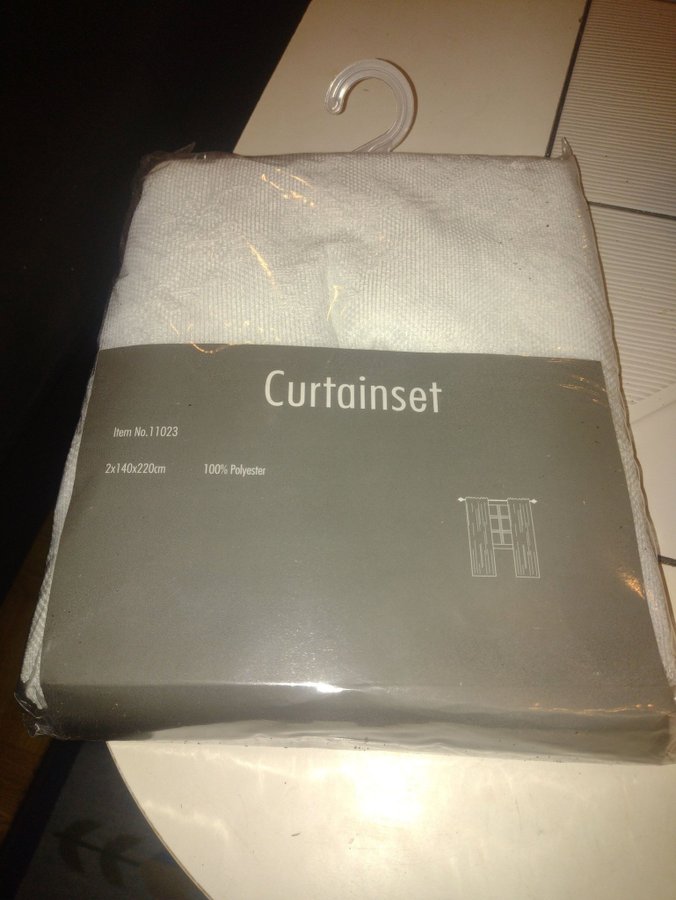 Curtainset
Item No.11023
2x140x220cm 100% Polyester